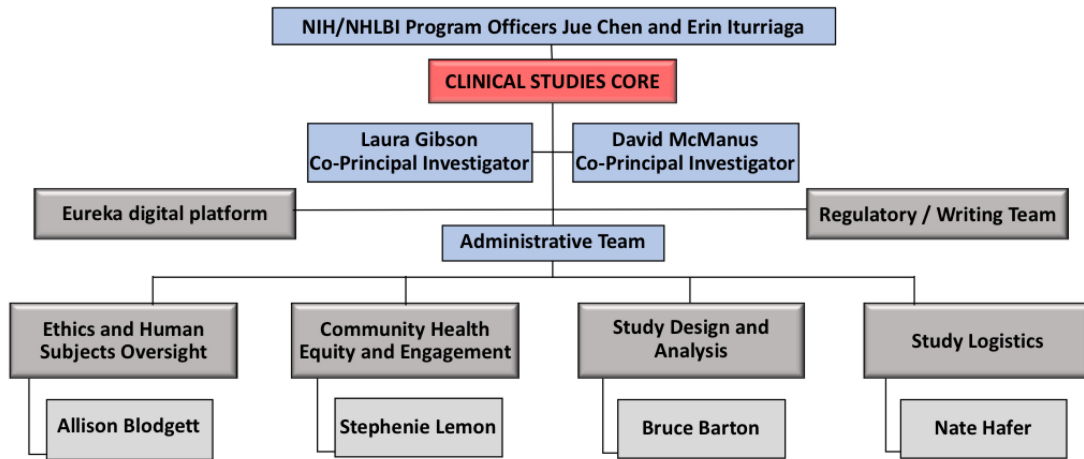 NIH/NHLBI Program Officers Jue Chen and Erin Iturriaga
CLINICAL STUDIES CORE
Laura Gibson
Co-Principal Investigator
David McManus
Co-Principal Investigator
Eureka digital platform
Regulatory / Writing Team
Administrative Team
Ethics and Human
Subjects Oversight
Community Health
Equity and Engagement
Study Design and
Analysis
Study Logistics
Allison Blodgett
Stephenie Lemon
Bruce Barton
Nate Hafer